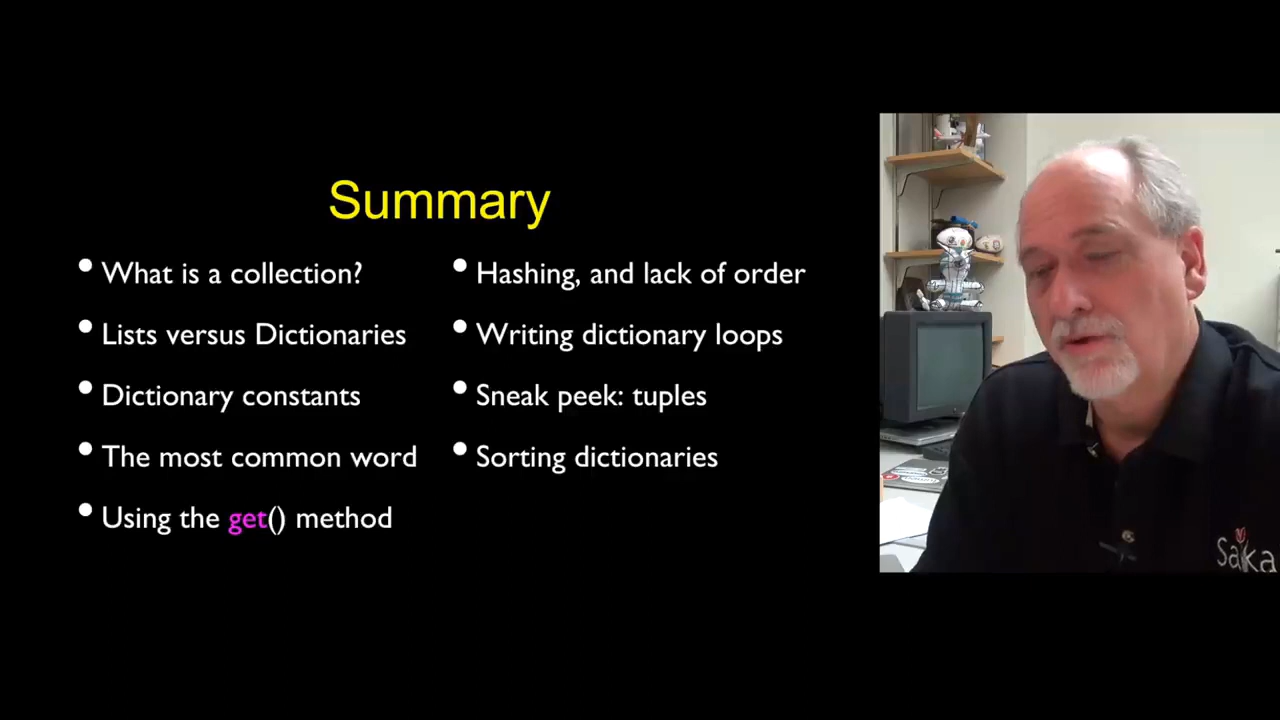 Summary
• What is a collection?
• Lists versus Dictionaries
• Dictionary constants
• The most common word
• Using the get() method
• Hashing, and lack of order
• Writing dictionary loops
• Sneak peek: tuples
• Sorting dictionaries
Saka